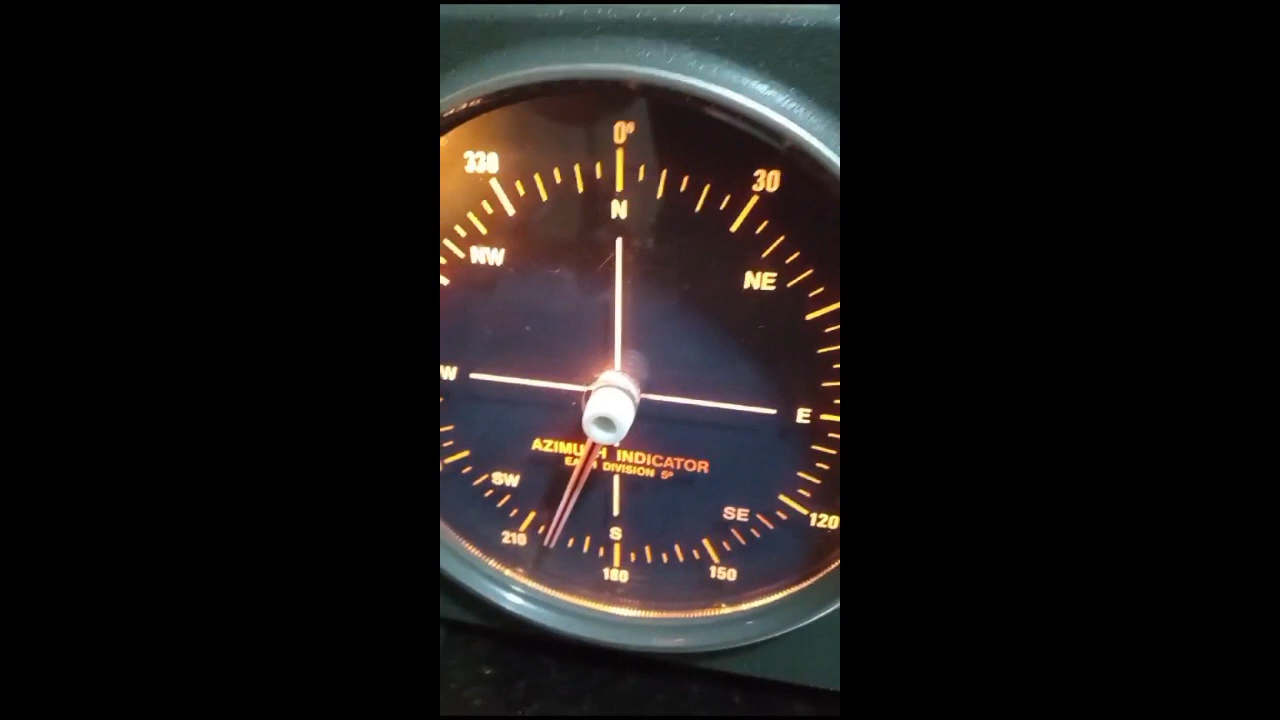 0°
330
30
N
NW
NE
W
E
AZIMUTH INDICATOR
EACH DIVISION 5°
SW
SE
210
120
S
180
150